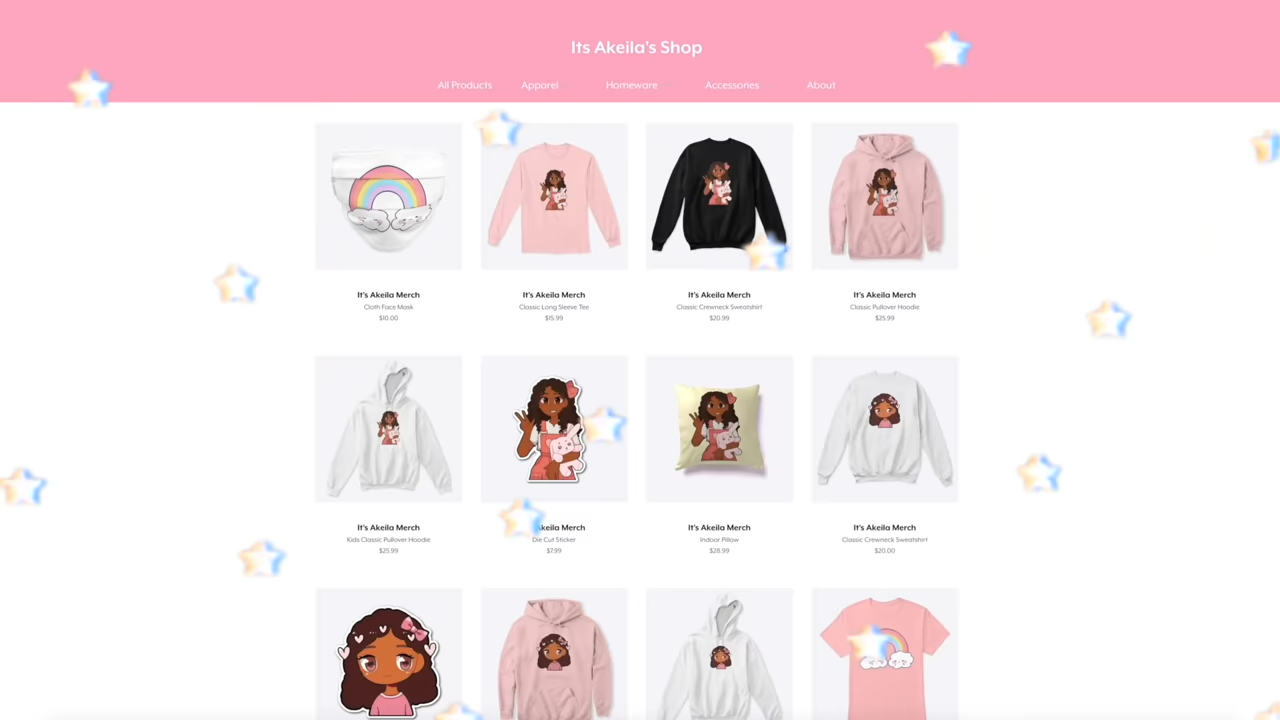 Its Akeila's Shop
All Products Apparel Homeware Accessories About
It's Akeila Merch
Cloth Face Mask
$10.00
It's Akeila Merch
Classic Long Sleeve Tee
$15.99
It's Akeila Merch
Classic Crewneck Sweatshirt
$20.99
It's Akeila Merch
Classic Pullover Hoodie
$25.99
It's Akeila Merch
Kids Classic Pullover Hoodie
$25.99
Merch
Die Cut Sticker
$7.99
It's Akeila Merch
Indoor Pillow
$28.99
It's Akeila Merch
Classic Crewneck Sweatshirt
$20.00